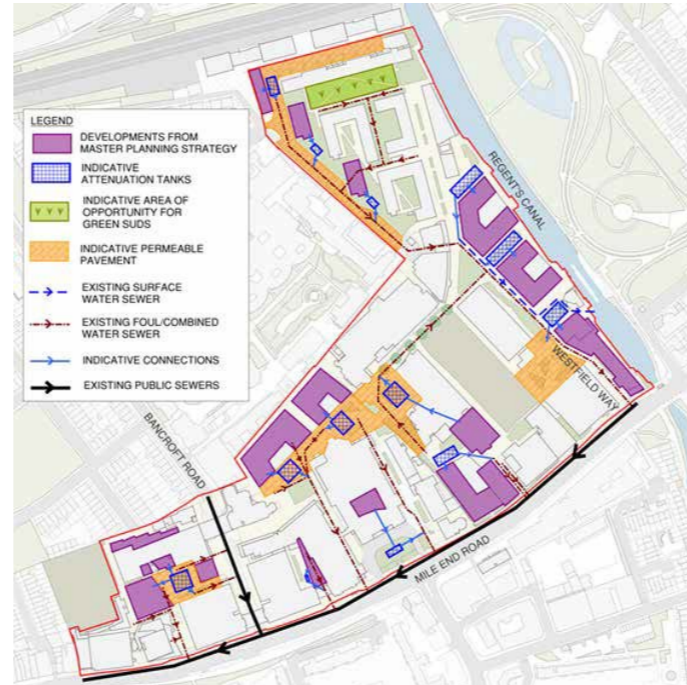 LEGEND
DEVELOPMENTS FROM
MASTER PLANNING STRATEGY
INDICATIVE
ATTENUATION TANKS
INDICATIVE AREA OF
OPPORTUNITY FOR
GREEN SUDS
INDICATIVE PERMEABLE
PAVEMENT
EXISTING SURFACE
WATER SEWER
EXISTING FOUL/COMBINED
WATER SEWER
INDICATIVE CONNECTIONS
EXISTING PUBLIC SEWERS
REGENT'S CANAL
WESTFIELD WAY
BANCROFT ROAD
MILE END ROAD